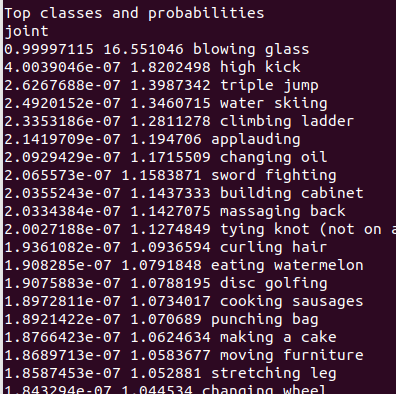 Top classes and probabilities
joint
0.99997115 16.551046 blowing glass
4.0039046e-07 1.8202498 high kick
2.6267688e-07 1.3987342 triple jump
2.4920152e-07 1.3460715 water skiing
2.3353186e-07 1.2811278 climbing ladder
2.1419709e-07 1.194706 applauding
2.0929429e-07 1.1715509 changing oil
2.065573e-07 1.1583871 sword fighting
2.0355243e-07 1.1437333 building cabinet
2.0334384e-07 1.1427075 massaging back
2.0027188e-07 1.1274849 tying knot (not on a
1.9361082e-07 1.0936594 curling hair
1.908285e-07 1.0791848 eating watermelon
1.9075883e-07 1.0788195 disc golfing
1.8972811e-07 1.0734017 cooking sausages
1.8921422e-07 1.070689 punching bag
1.8766423e-07 1.0624634 making a cake
1.8689713e-07 1.0583677 moving furniture
1.8587453e-07 1.052881 stretching leg
1.843294e-07 1.044534 changing wheel